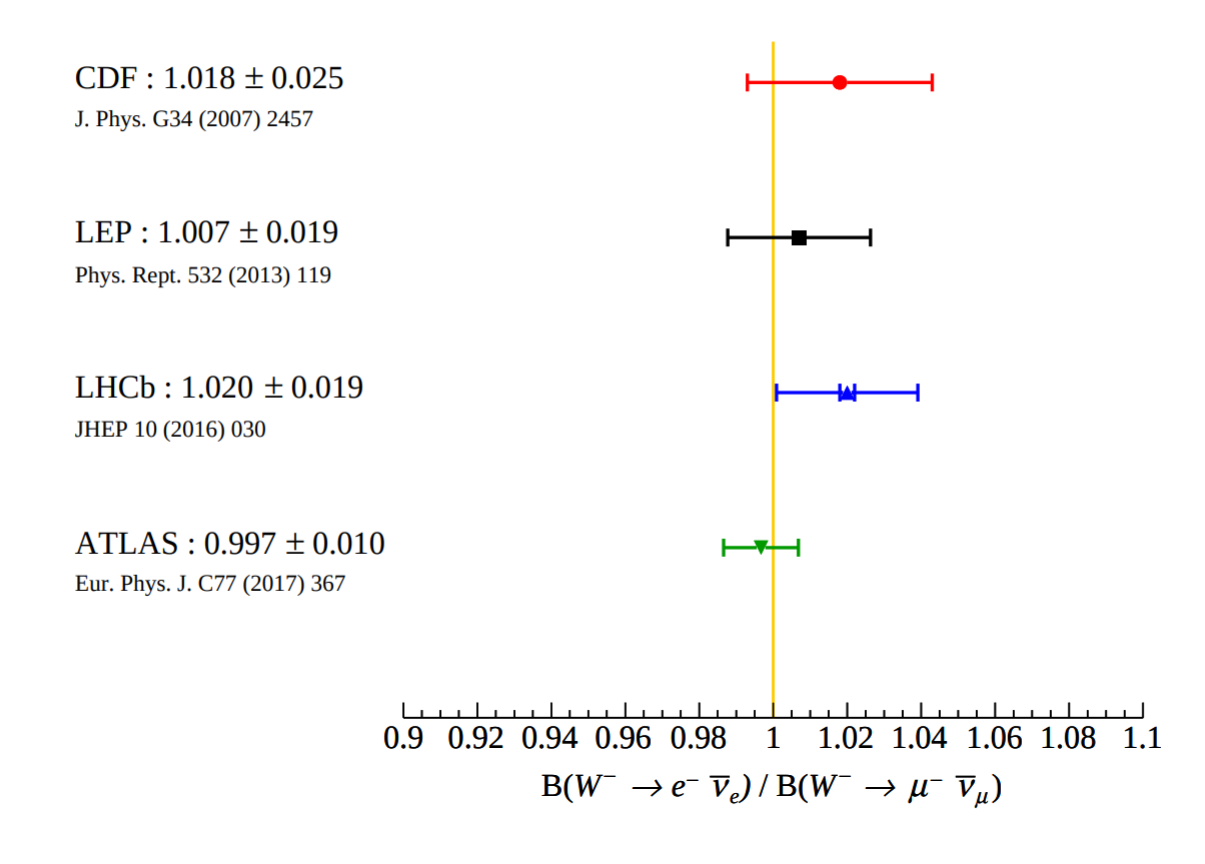 CDF : 1.018 ± 0.025
J. Phys. G34 (2007) 2457
LEP : 1.007 ± 0.019
Phys. Rept. 532 (2013) 119
LHCb : 1.020 ± 0.019
JHEP 10 (2016) 030
ATLAS : 0.997 ± 0.010
Eur. Phys. J. C77 (2017) 367
0.9 0.92 0.94 0.96 0.98 1 1.02 1.04 1.06 1.08 1.1
B(W⁻ → e⁻ ν̅ₑ) / B(W⁻ → μ⁻ ν̅_μ)